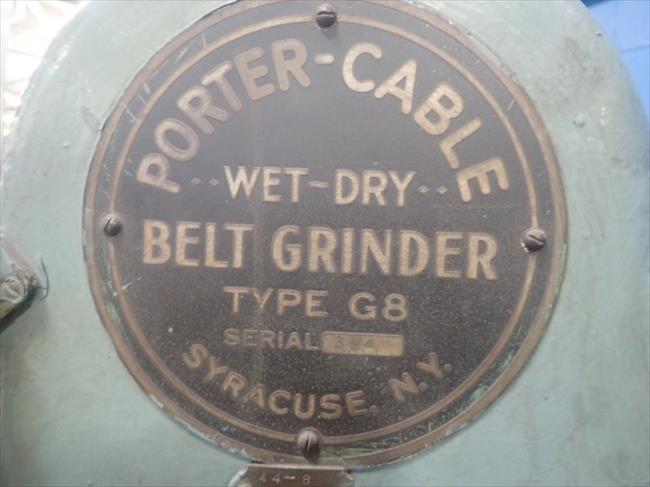 PORTER-CABLE
WET-DRY
BELT GRINDER
TYPE G8
SERIAL
SYRACUSE, N.Y.
44-8